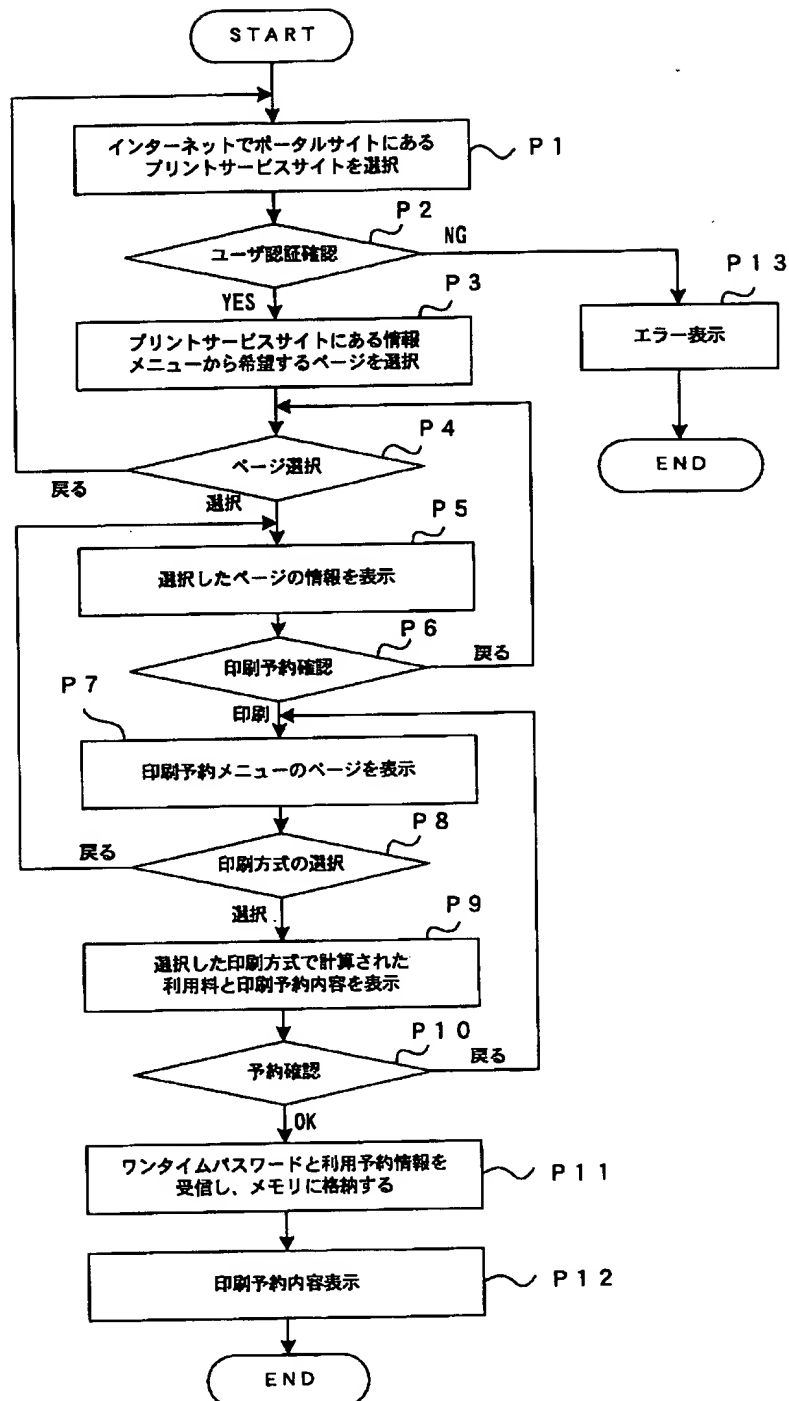 START
インターネットでポータルサイトにある
プリントサービスサイトを選択
P1
P2
ユーザ認証確認
NG
YES
P3
P13
エラー表示
プリントサービスサイトにある情報
メニューから希望するページを選択
P4
ページ選択
END
戻る
選択
P5
選択したページの情報を表示
P6
印刷予約確認
戻る
P7
印刷
印刷予約メニューのページを表示
P8
戻る
印刷方式の選択
選択
P9
選択した印刷方式で計算された
利用料と印刷予約内容を表示
P10
戻る
予約確認
OK
ワンタイムパスワードと利用予約情報を
受信し、メモリに格納する
P11
印刷予約内容表示
P12
END